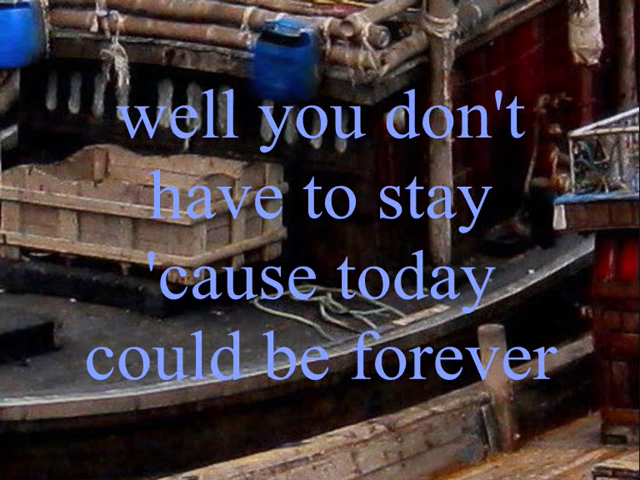 well you don't
have to stay
'cause today
could be forever